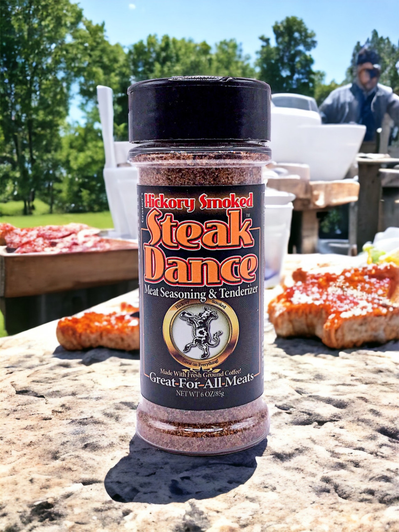 Hickory Smoked
Steak
Dance™
Meat Seasoning & Tenderizer
Made With Fresh Ground Coffee!
~Great-For-All-Meats~
NET WT 6 OZ/85g